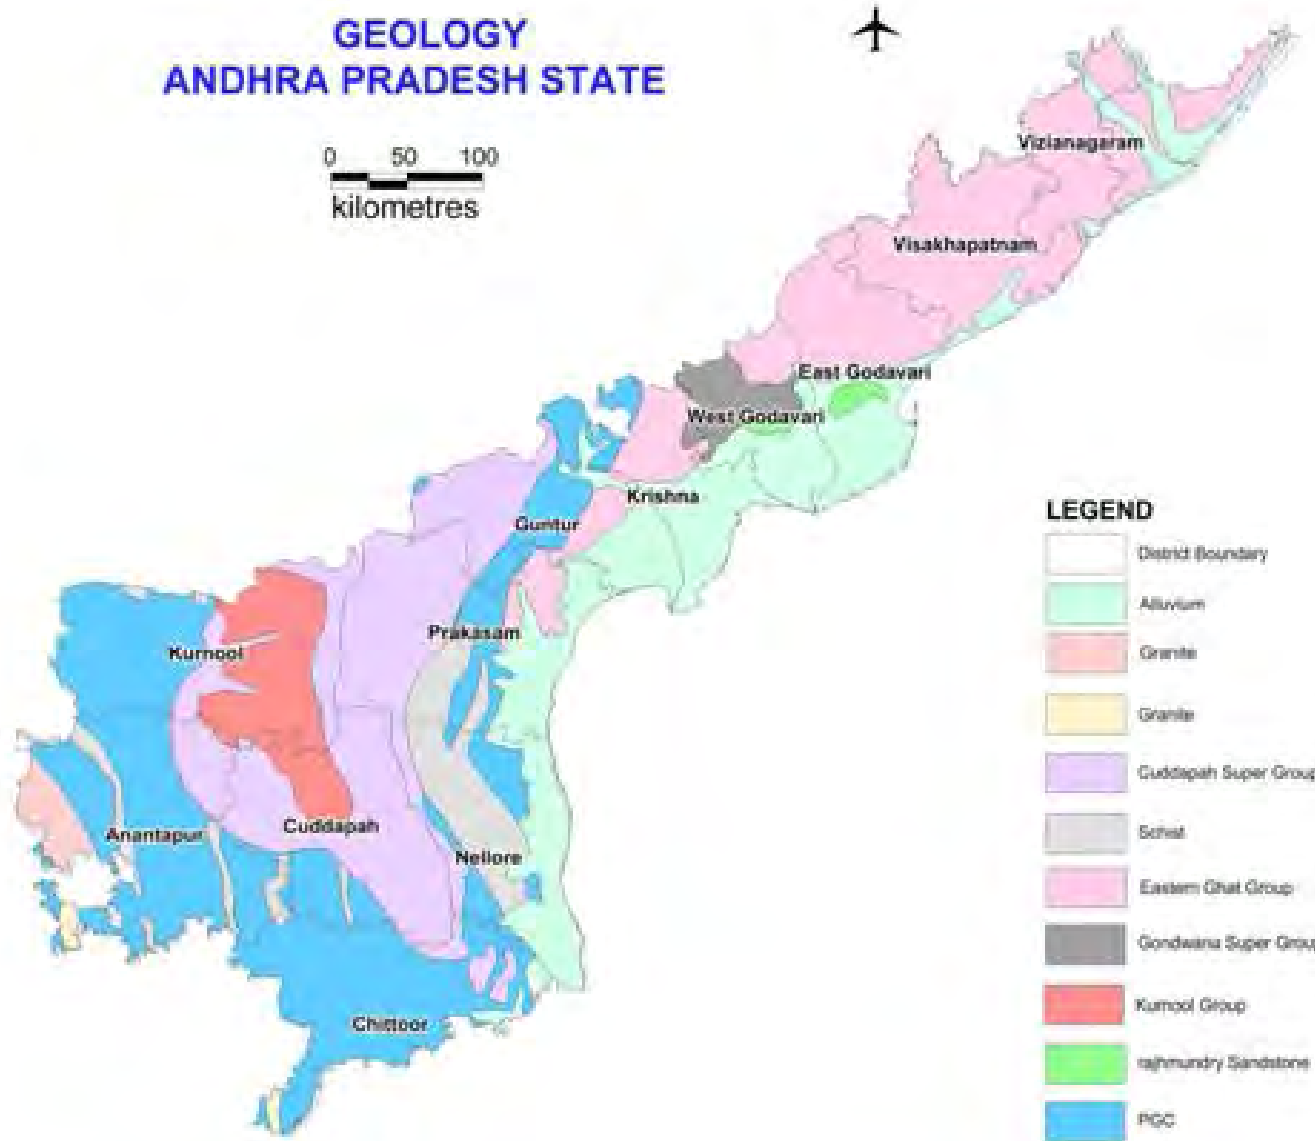 GEOLOGY
ANDHRA PRADESH STATE
0 50 100
kilometres
Vizianagaram
Visakhapatnam
East Godavari
West Godavari
Krishna
Guntur
Prakasam
Kurnool
Anantapur
Cuddapah
Nellore
Chittoor
LEGEND
District Boundary
Alluvium
Granite
Granite
Cuddapah Super Group
Schist
Eastern Ghat Group
Gondwana Super Grou
Kurnool Group
rajhmundry Sandstone
PGC